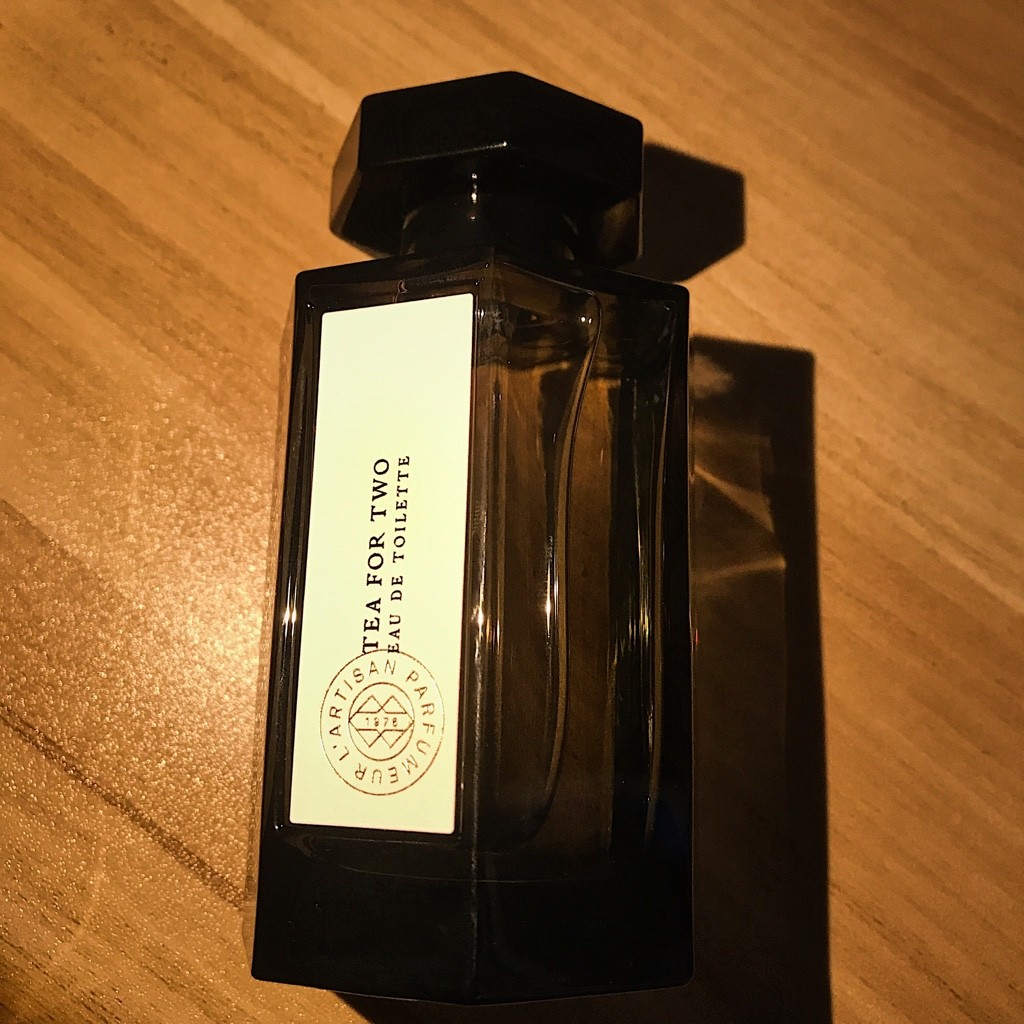 TEA FOR TWO
EAU DE TOILETTE
L'ARTISAN PARFUMEUR
1976